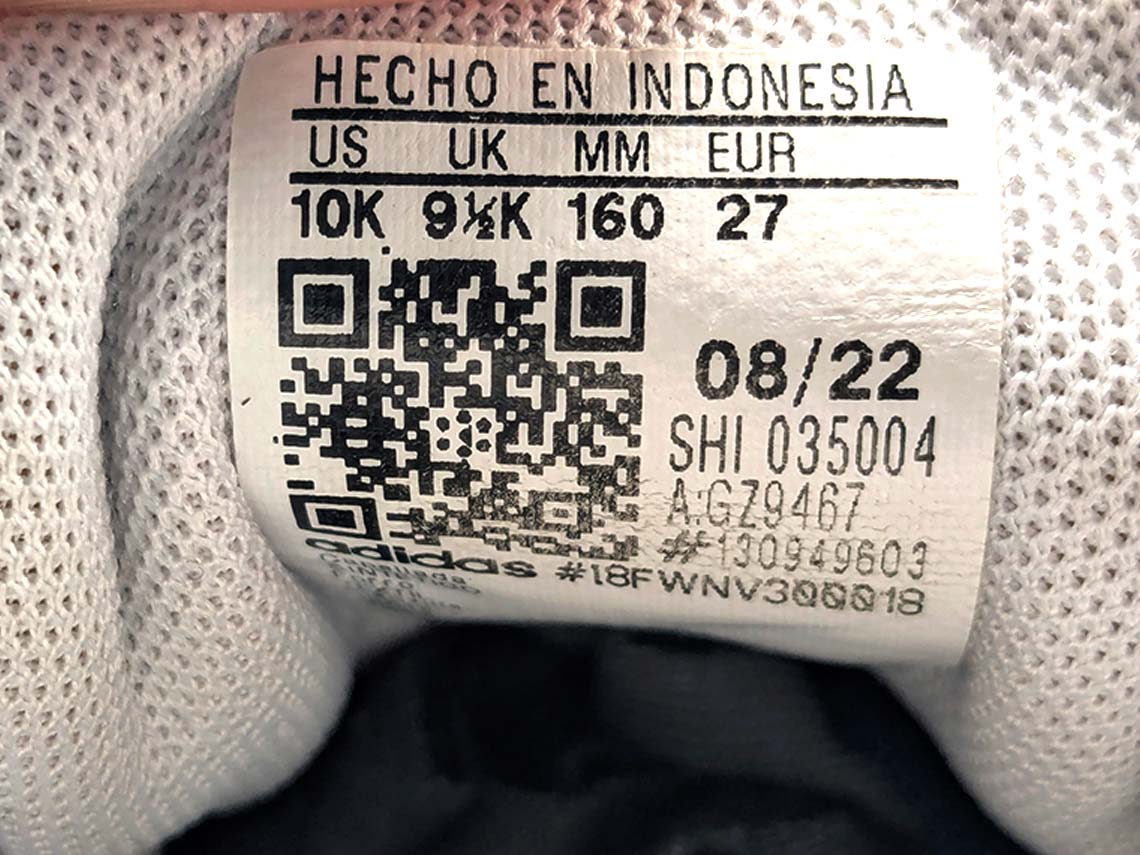 HECHO EN INDONESIA
US UK MM EUR
10K 9½K 160 27
08/22
SHI 035004
A:GZ9467
#130949603
adidas #18FWNV300018